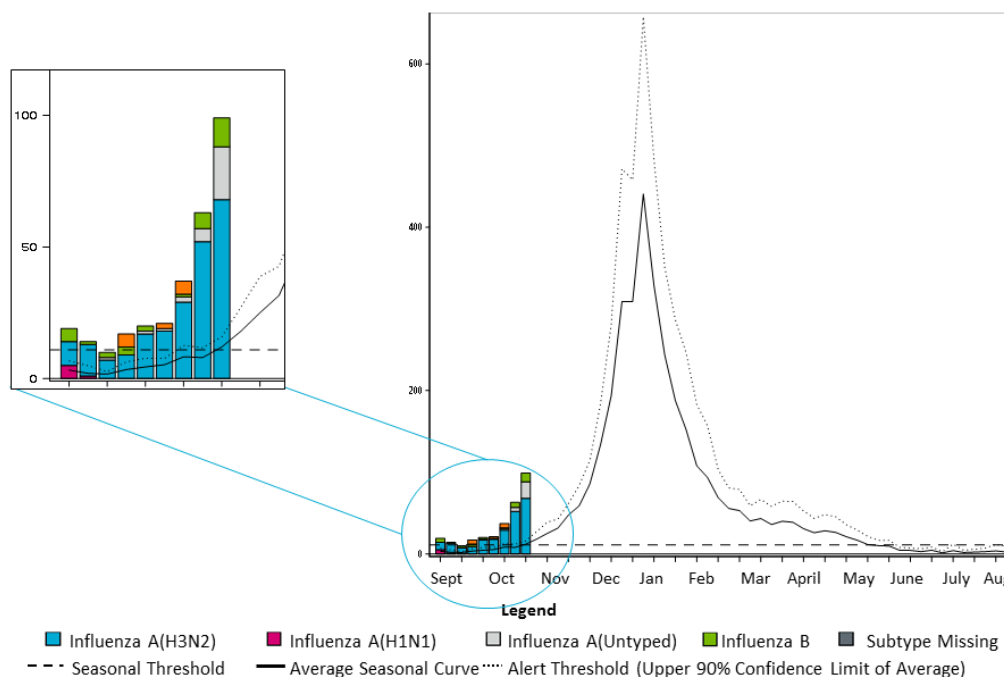 600
100
400
50
200
0
0
Sept Oct Nov Dec Jan Feb Mar April May June July Aug
Legend
Influenza A(H3N2) Influenza A(H1N1) Influenza A(Untyped) Influenza B Subtype Missing
Seasonal Threshold Average Seasonal Curve Alert Threshold (Upper 90% Confidence Limit of Average)